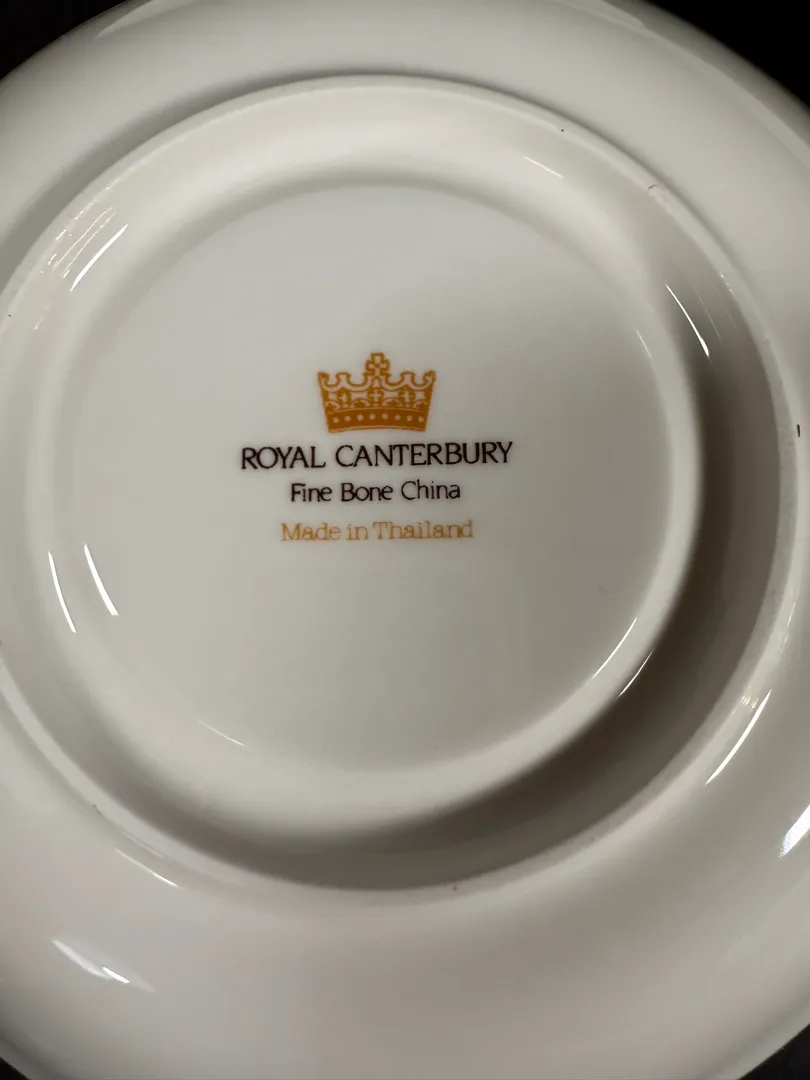 ROYAL CANTERBURY
Fine Bone China
Made in Thailand